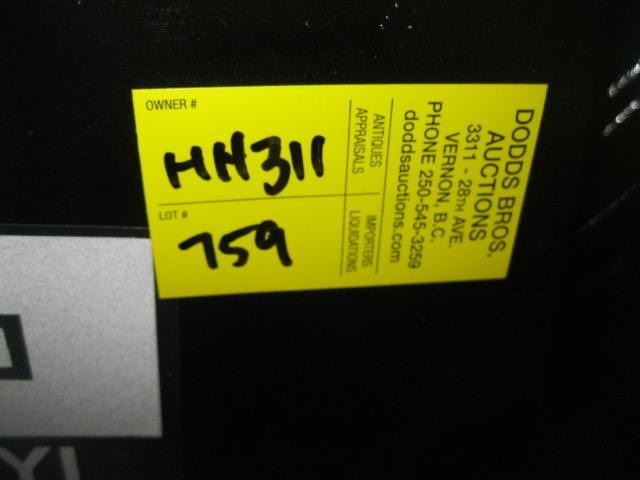 OWNER #
HH311
LOT #
759
ANTIQUES
APPRAISALS
IMPORTERS
LIQUIDATIONS
DODDS BROS.
AUCTIONS
3311 - 28TH AVE.
VERNON, B.C.
PHONE 250-545-3259
doddsauctions.com